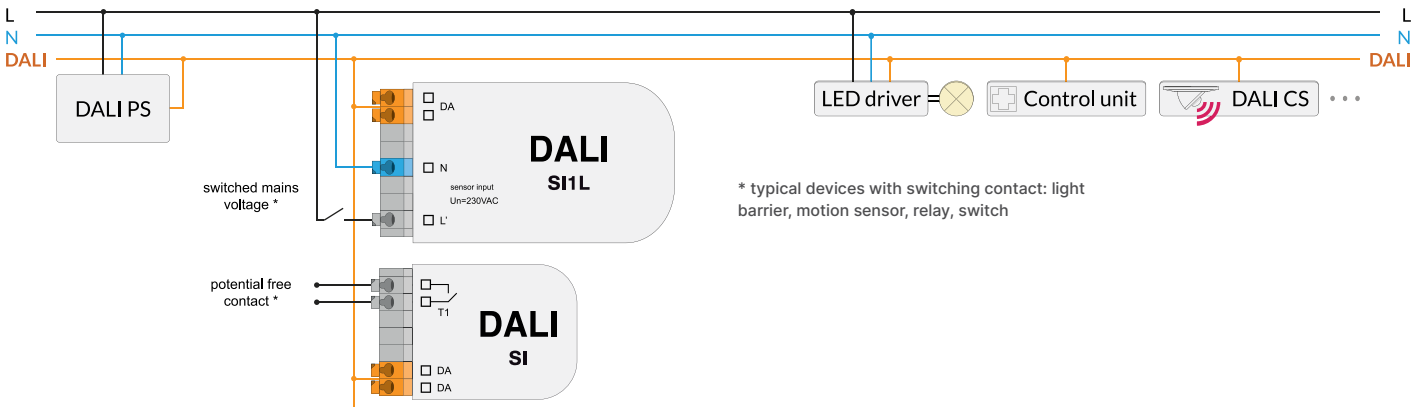 L
L
N
N
DALI
DALI
DALI PS
LED driver
Control unit
DALI CS
DA
DALI
SI1L
N
sensor input
Un=230VAC
L'
switched mains
voltage *
* typical devices with switching contact: light
barrier, motion sensor, relay, switch
potential free
contact *
T1
DALI
SI
DA
DA